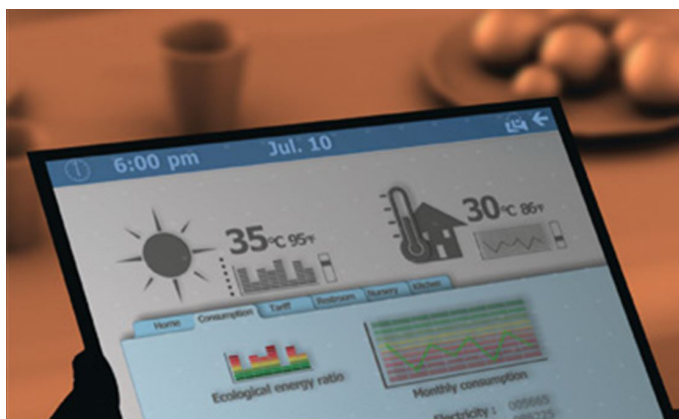 6:00 pm Jul. 10
35°C 95°F
30°C 86°F
Home Consumption Tariff Restroom Nursery Kitchen
Ecological energy ratio
Monthly consumption
Electricity :